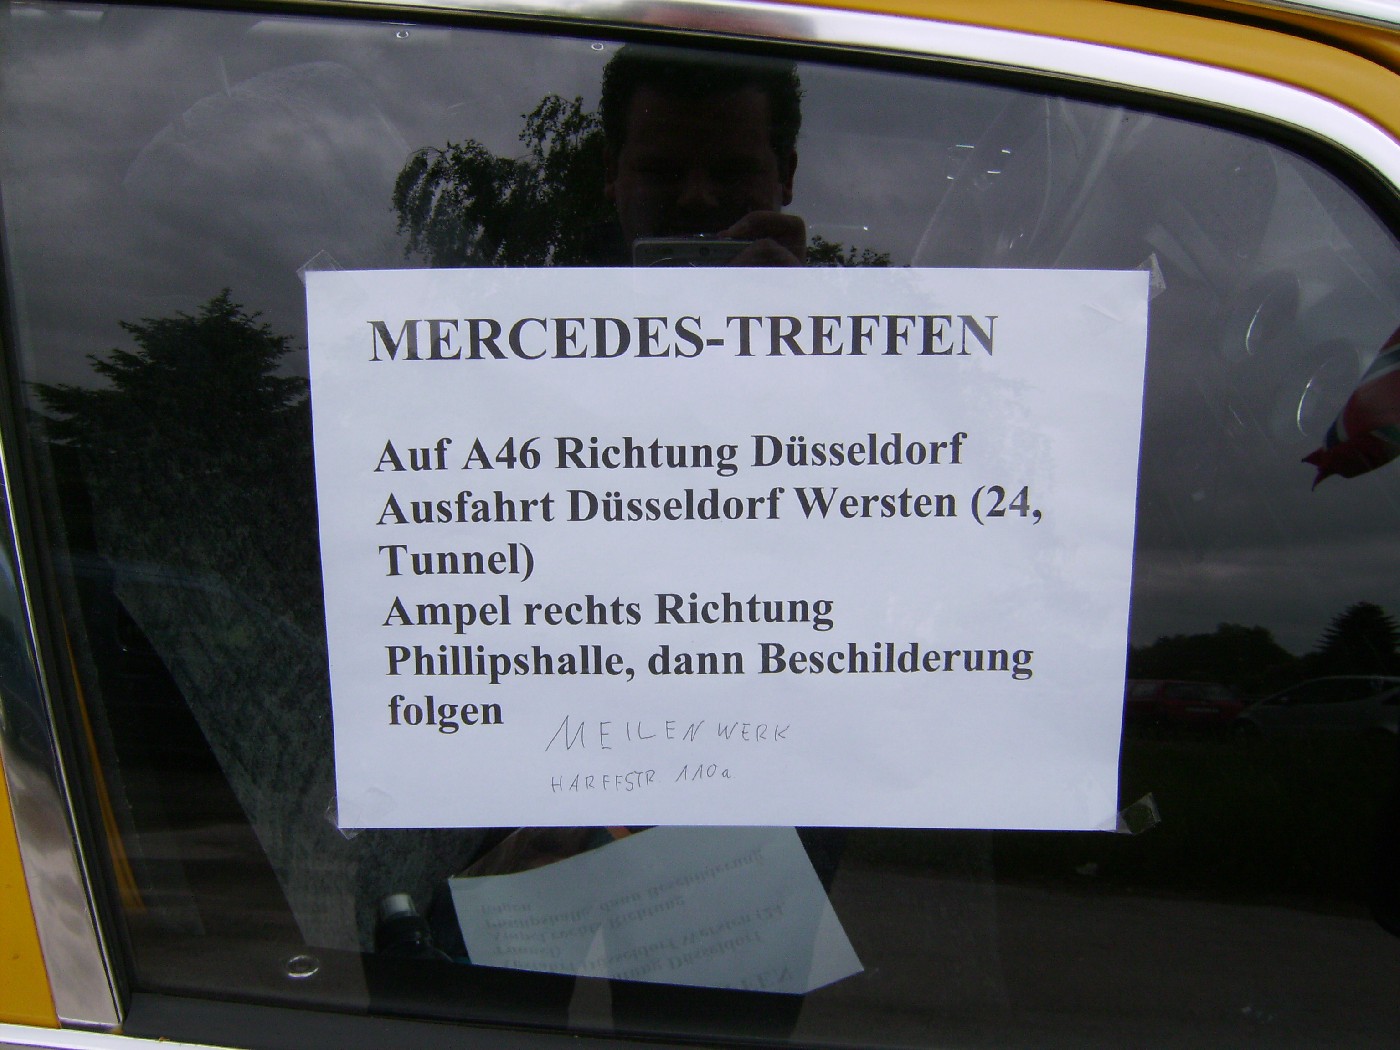 MERCEDES-TREFFEN
Auf A46 Richtung Düsseldorf
Ausfahrt Düsseldorf Wersten (24,
Tunnel)
Ampel rechts Richtung
Phillipshalle, dann Beschilderung
folgen
MEILENWERK
HARFFSTR 110a